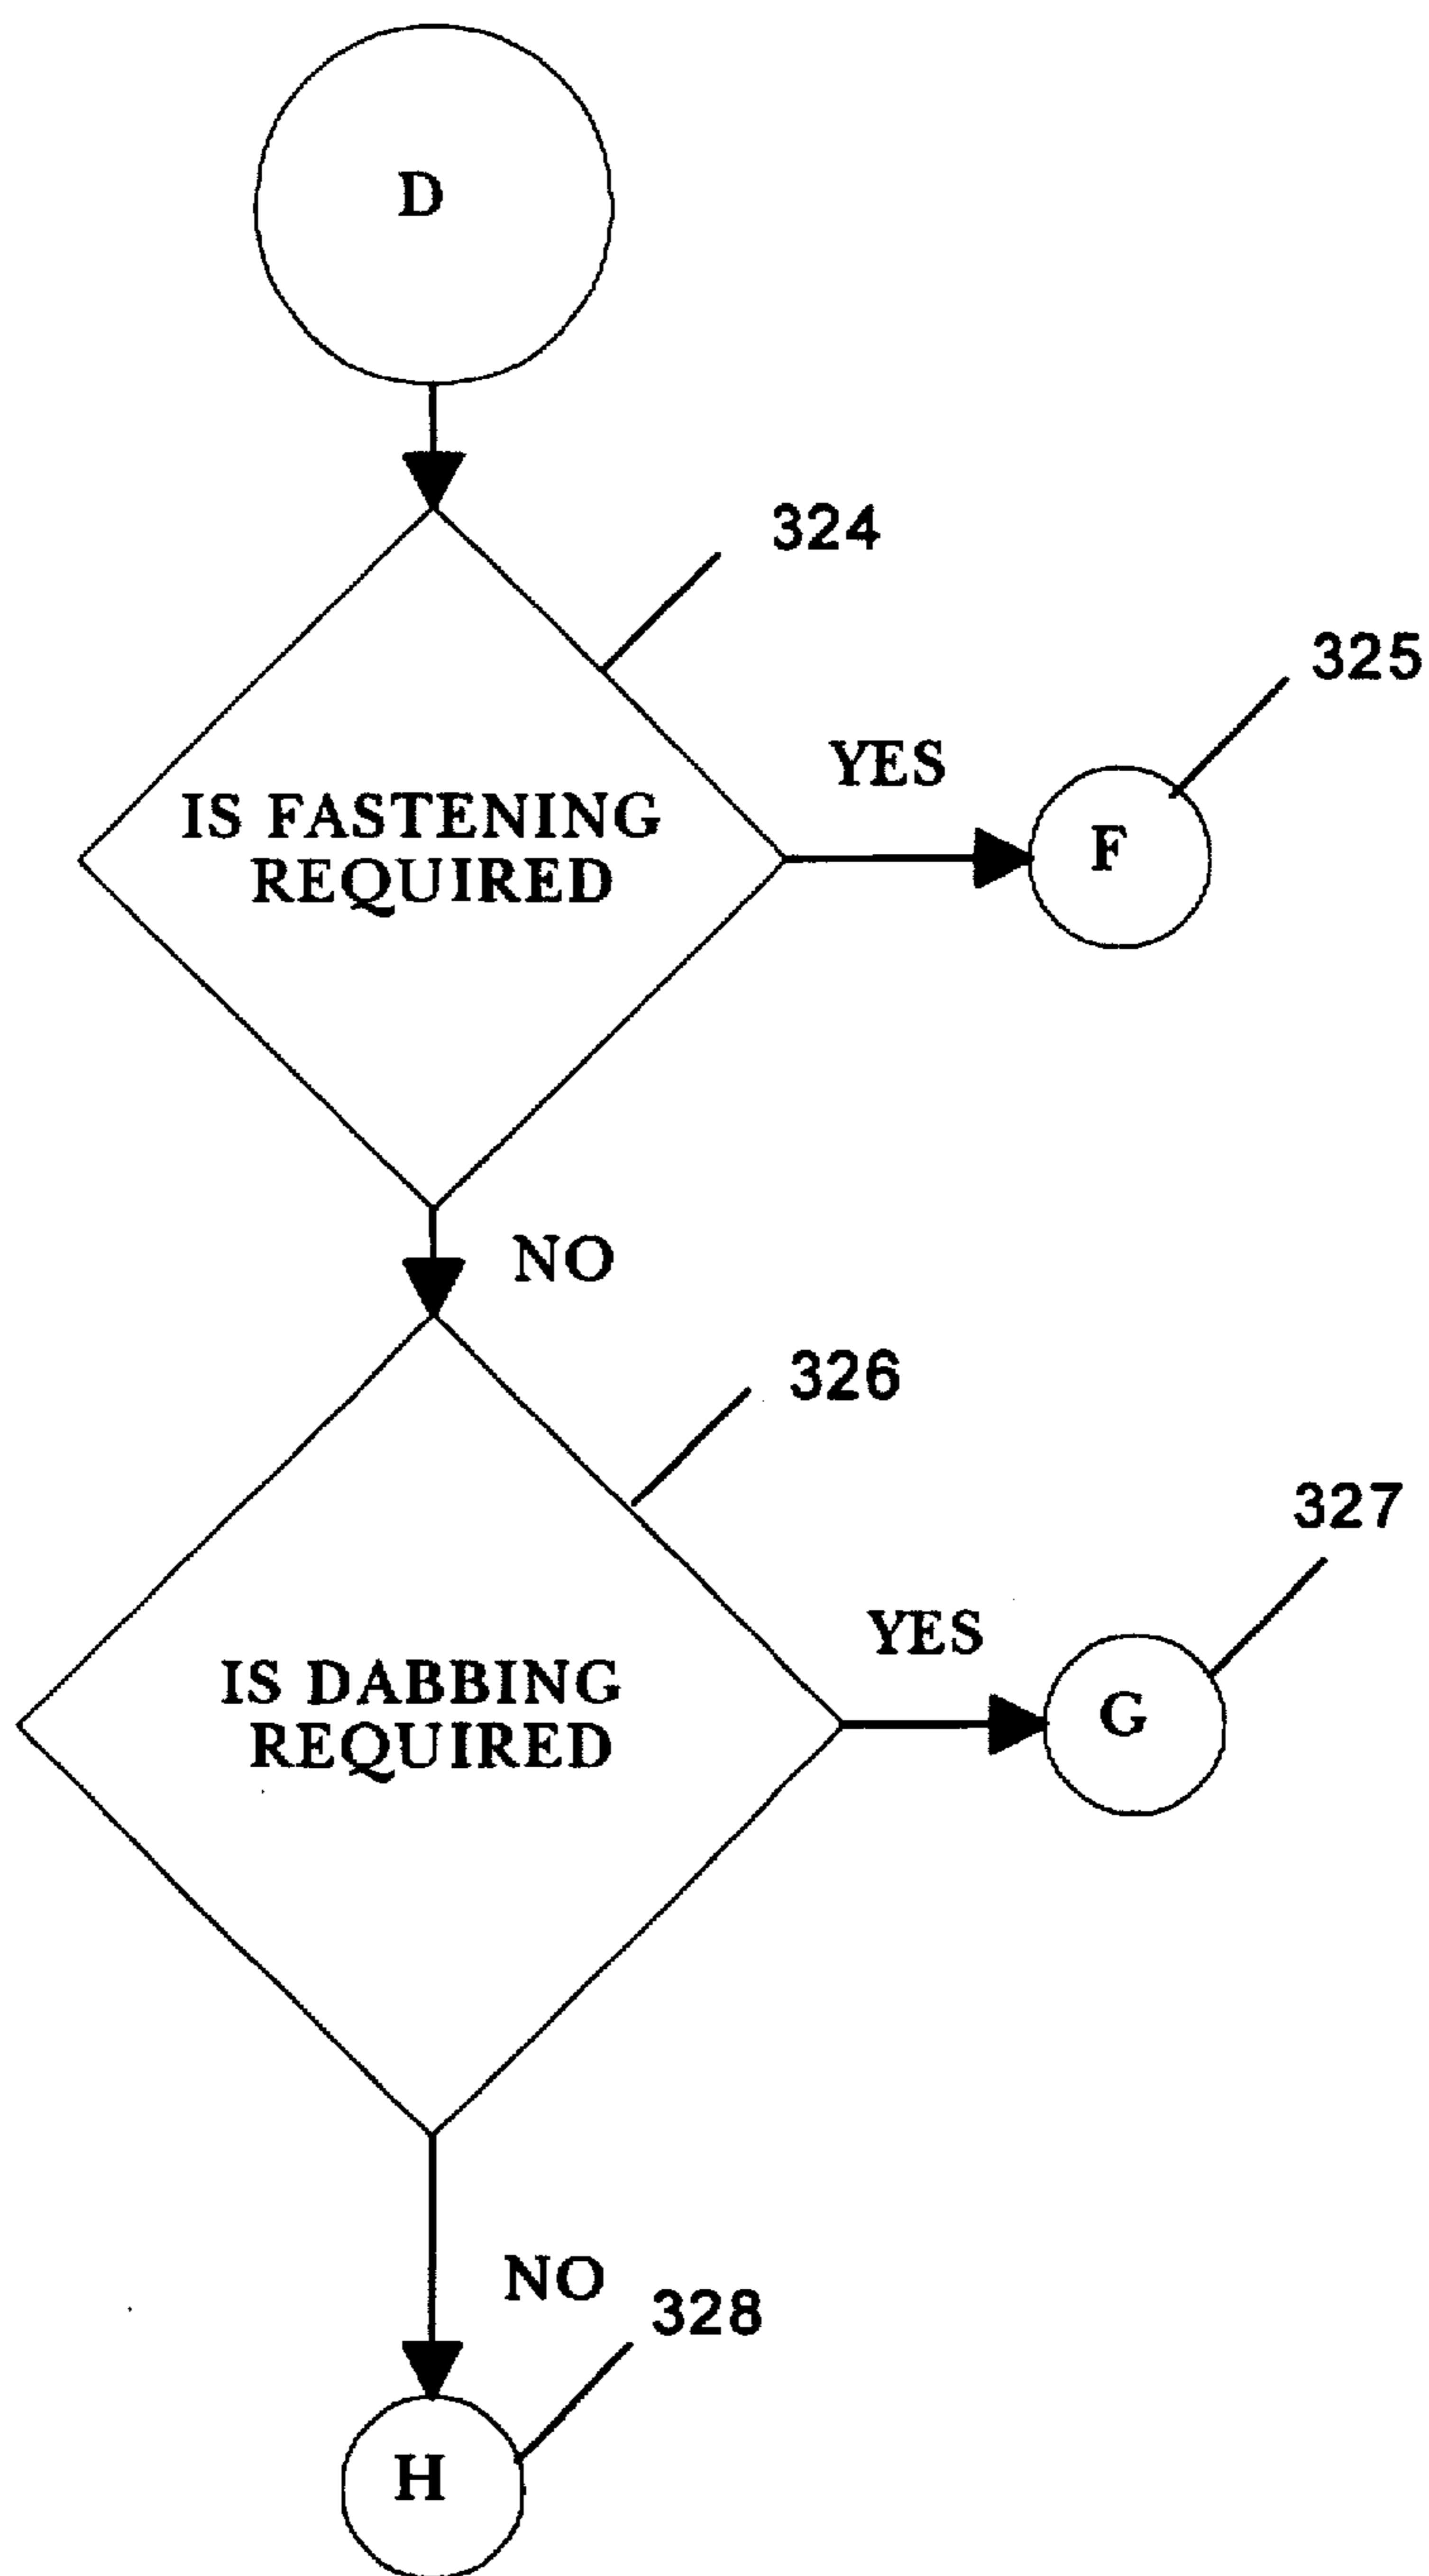 D
324
325
YES
IS FASTENING
REQUIRED
F
NO
326
327
YES
IS DABBING
REQUIRED
G
NO
328
H